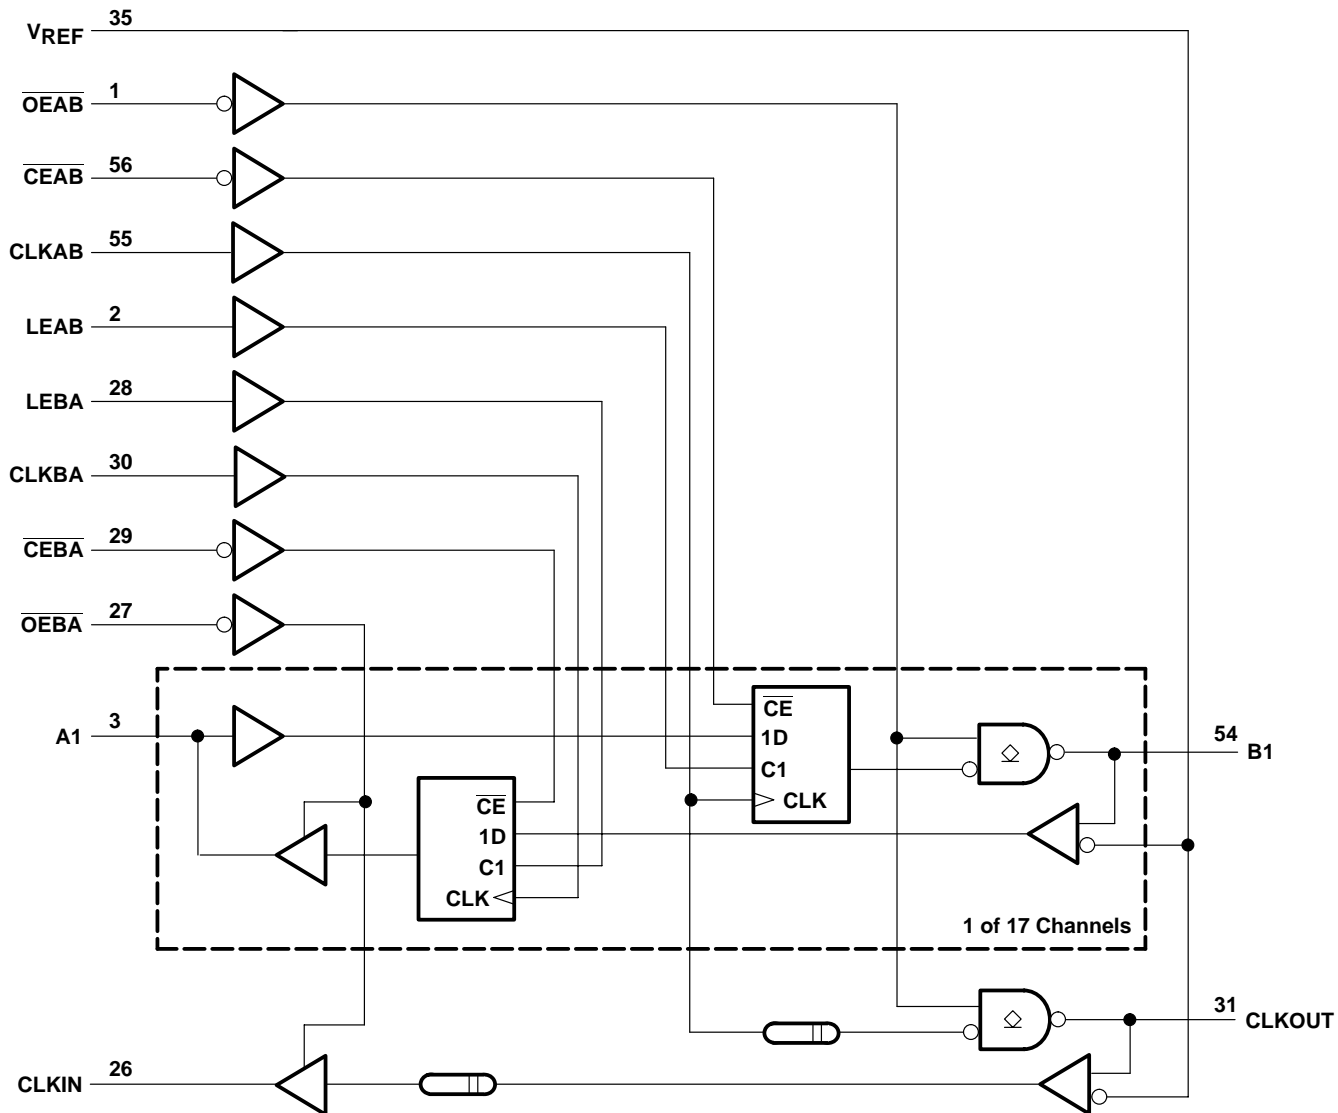 VREF 35
OEAB 1
CEAB 56
CLKAB 55
LEAB 2
LEBA 28
CLKBA 30
CEBA 29
OEBA 27
A1 3
CE
1D
C1
CLK
54 B1
CE
1D
C1
CLK
1 of 17 Channels
31 CLKOUT
CLKIN 26